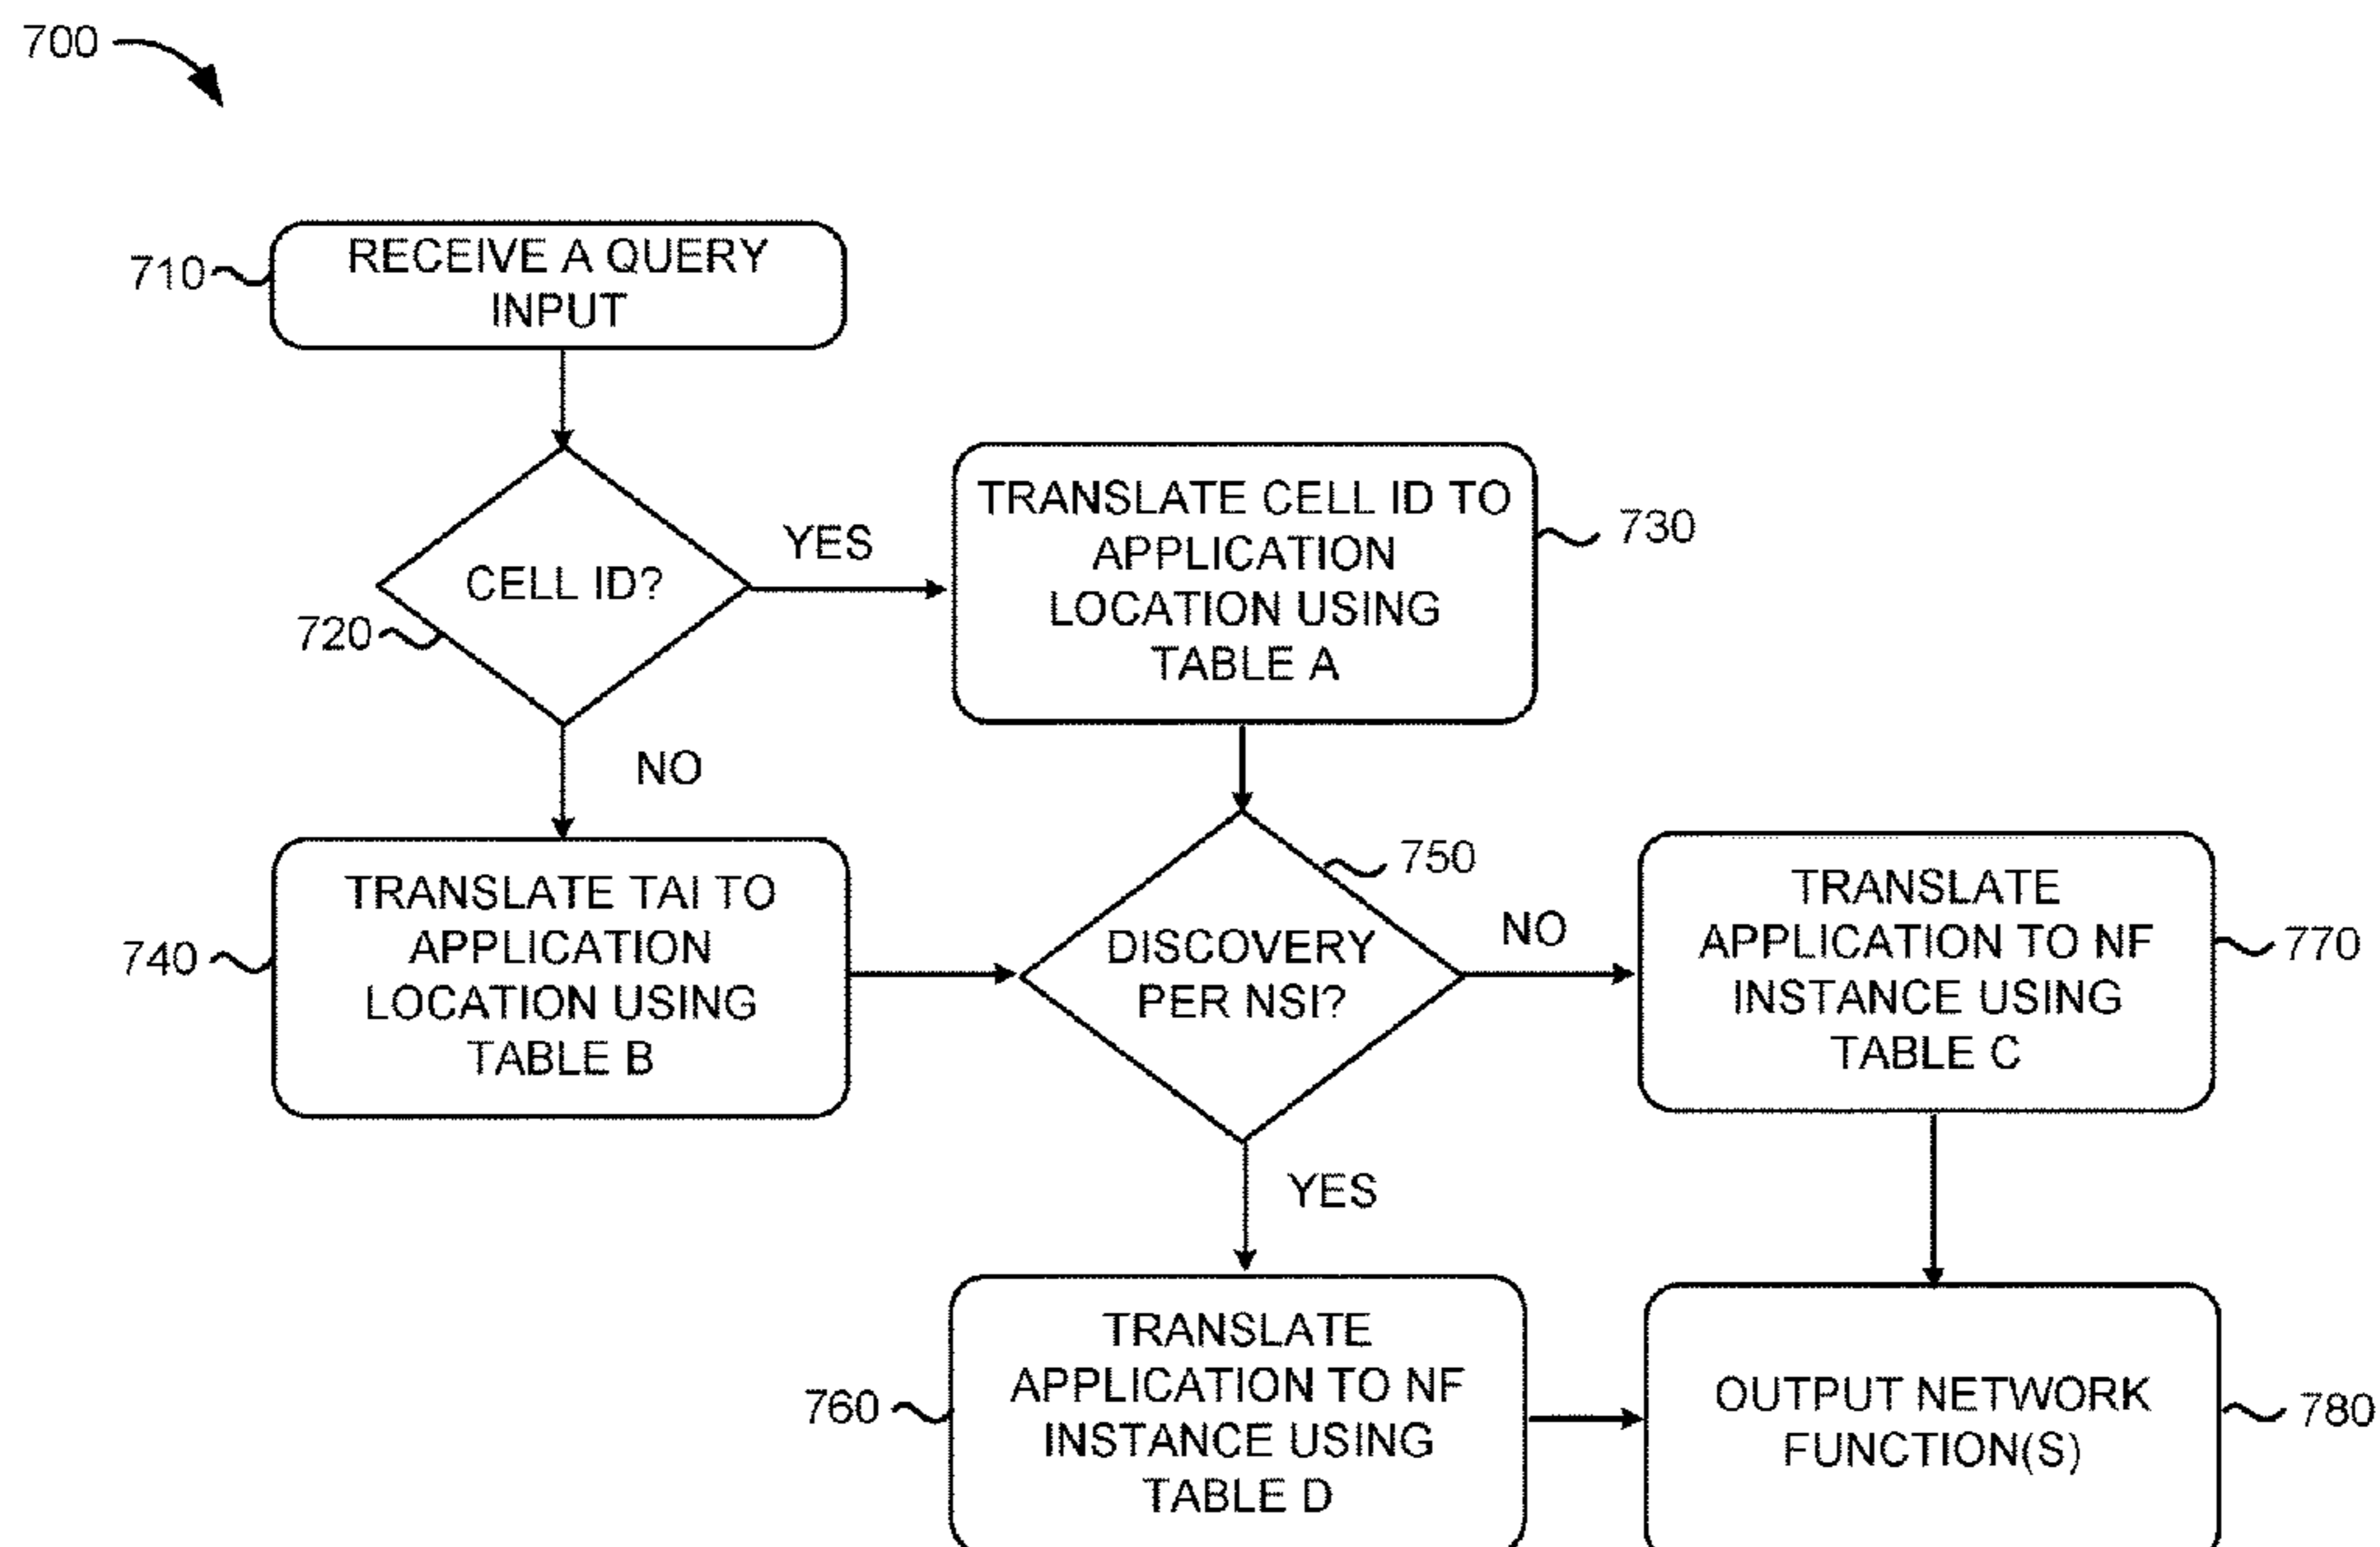 700
710
RECEIVE A QUERY
INPUT
720
CELL ID?
YES
NO
730
TRANSLATE CELL ID TO
APPLICATION
LOCATION USING
TABLE A
740
TRANSLATE TAI TO
APPLICATION
LOCATION USING
TABLE B
750
DISCOVERY
PER NSI?
NO
YES
770
TRANSLATE
APPLICATION TO NF
INSTANCE USING
TABLE C
760
TRANSLATE
APPLICATION TO NF
INSTANCE USING
TABLE D
OUTPUT NETWORK
FUNCTION(S)
780